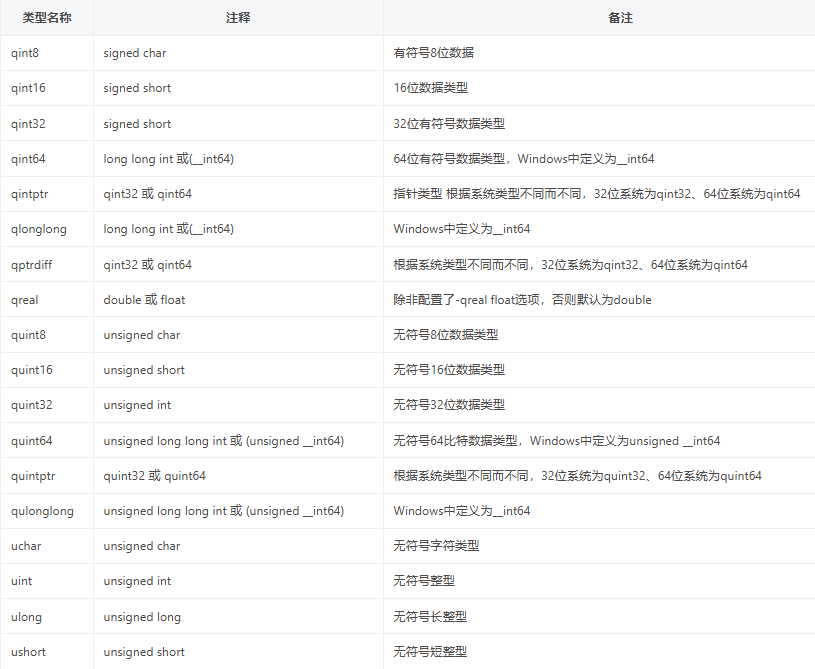 类型名称 注释 备注
qint8 signed char 有符号8位数据
qint16 signed short 16位数据类型
qint32 signed short 32位有符号数据类型
qint64 long long int 或(__int64) 64位有符号数据类型，Windows中定义为__int64
qintptr qint32 或 qint64 指针类型 根据系统类型不同而不同，32位系统为qint32、64位系统为qint64
qlonglong long long int 或(__int64) Windows中定义为__int64
qptrdiff qint32 或 qint64 根据系统类型不同而不同，32位系统为qint32、64位系统为qint64
qreal double 或 float 除非配置了-qreal float选项，否则默认为double
quint8 unsigned char 无符号8位数据类型
quint16 unsigned short 无符号16位数据类型
quint32 unsigned int 无符号32位数据类型
quint64 unsigned long long int 或 (unsigned __int64) 无符号64比特数据类型，Windows中定义为unsigned __int64
quintptr quint32 或 quint64 根据系统类型不同而不同，32位系统为quint32、64位系统为quint64
qulonglong unsigned long long int 或 (unsigned __int64) Windows中定义为__int64
uchar unsigned char 无符号字符类型
uint unsigned int 无符号整型
ulong unsigned long 无符号长整型
ushort unsigned short 无符号短整型